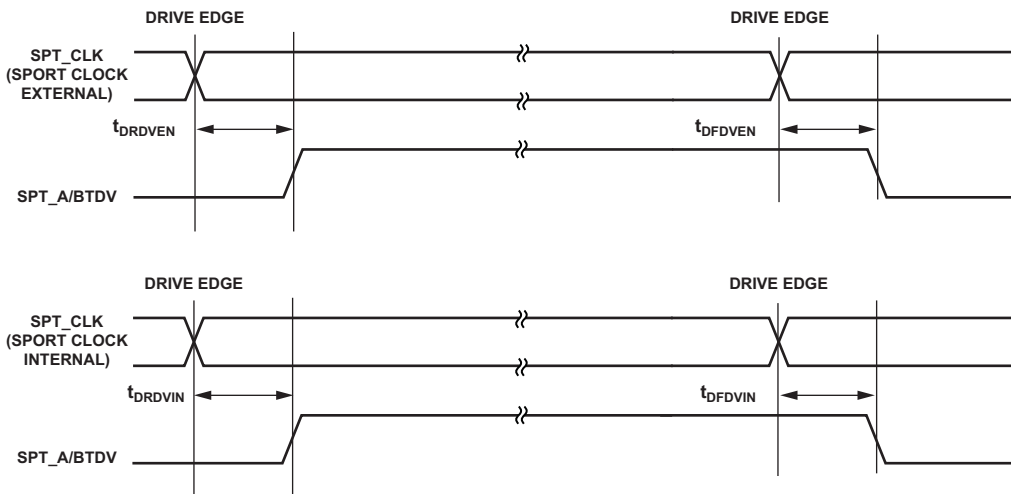 DRIVE EDGE
DRIVE EDGE
SPT_CLK
(SPORT CLOCK
EXTERNAL)
tDRDVEN
tDFDVEN
SPT_A/BTDV
DRIVE EDGE
DRIVE EDGE
SPT_CLK
(SPORT CLOCK
INTERNAL)
tDRDVIN
tDFDVIN
SPT_A/BTDV